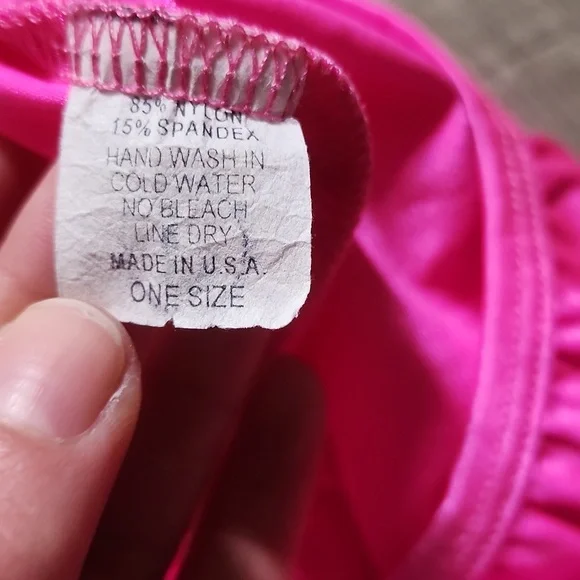 85% NYLON
15% SPANDEX
HAND WASH IN
COLD WATER
NO BLEACH
LINE DRY
MADE IN U.S.A.
ONE SIZE